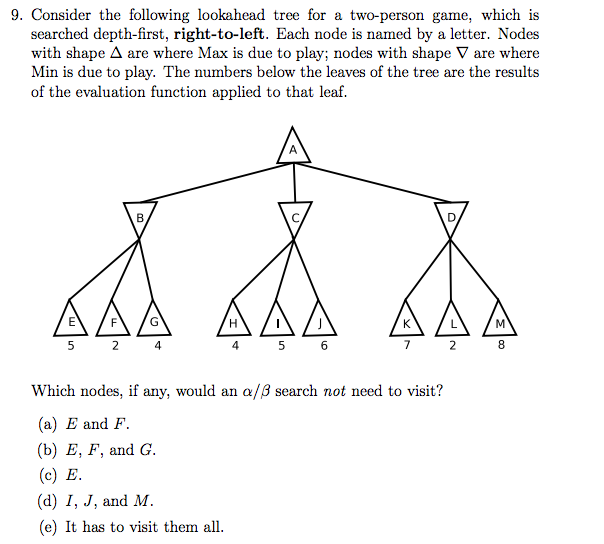 9. Consider the following lookahead tree for a two-person game, which is
searched depth-first, right-to-left. Each node is named by a letter. Nodes
with shape Δ are where Max is due to play; nodes with shape ∇ are where
Min is due to play. The numbers below the leaves of the tree are the results
of the evaluation function applied to that leaf.
A
B C D
E F G H I J K L M
5 2 4 4 5 6 7 2 8
Which nodes, if any, would an α/β search not need to visit?
(a) E and F.
(b) E, F, and G.
(c) E.
(d) I, J, and M.
(e) It has to visit them all.